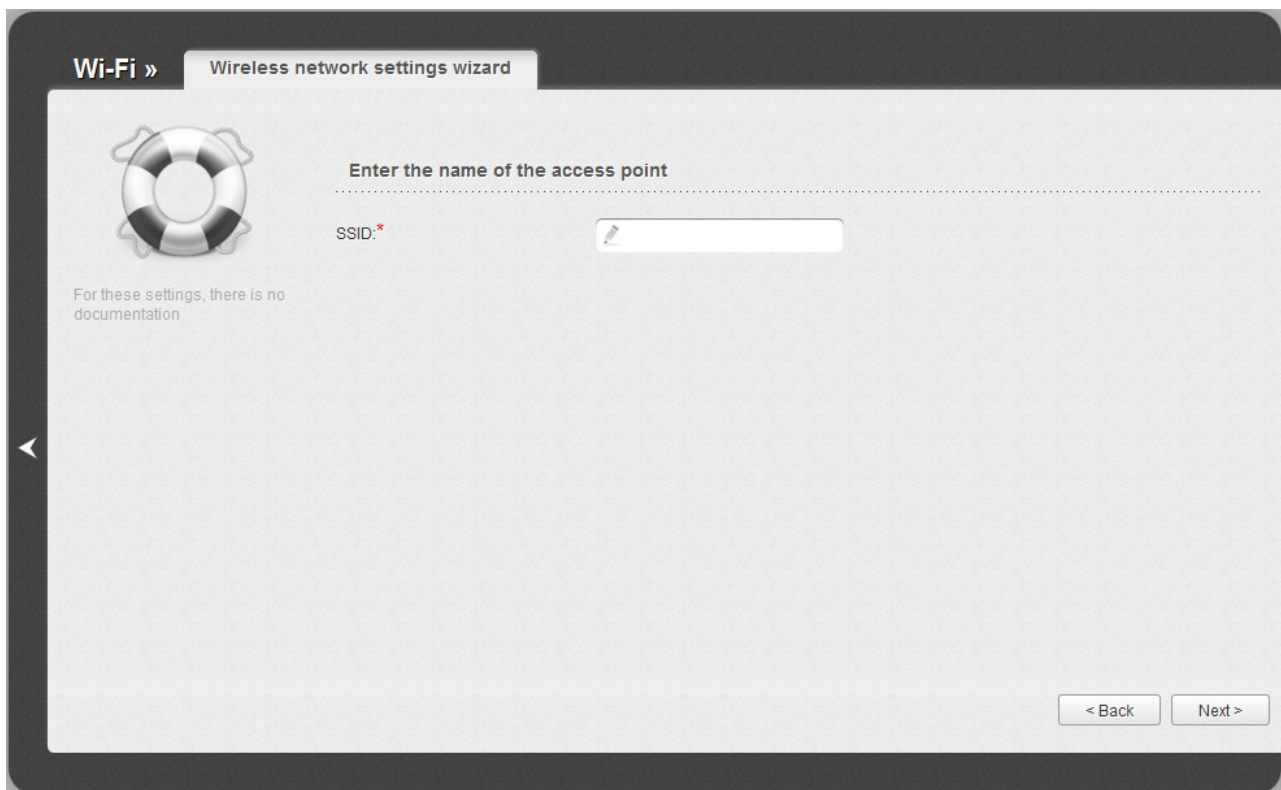 Wi-Fi »
Wireless network settings wizard
Enter the name of the access point
SSID:*
For these settings, there is no
documentation
< Back
Next >